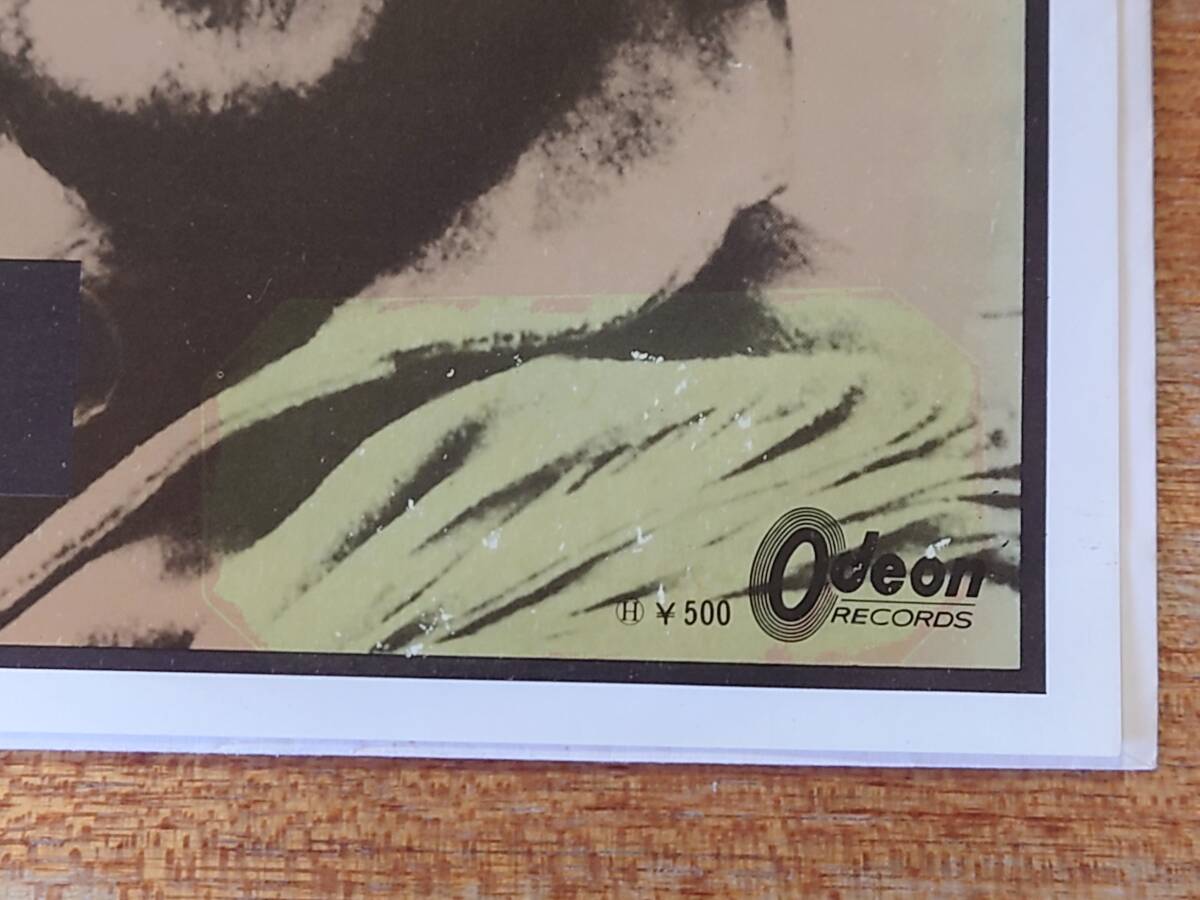 Ⓗ ¥500
Odeon
RECORDS